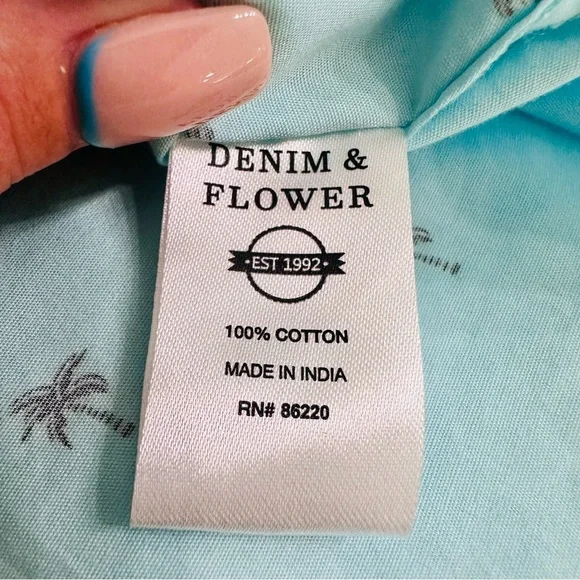 DENIM &
FLOWER
•EST 1992•
100% COTTON
MADE IN INDIA
RN# 86220